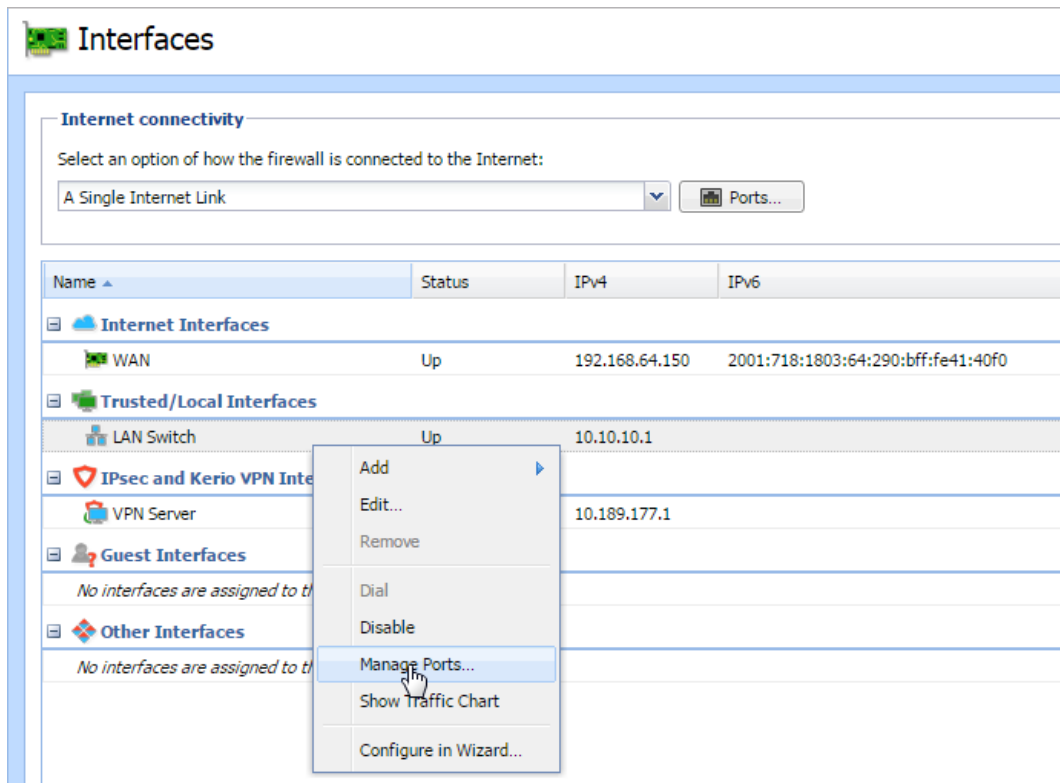 Interfaces
Internet connectivity
Select an option of how the firewall is connected to the Internet:
A Single Internet Link
Ports...
Name Status IPv4 IPv6
Internet Interfaces
WAN Up 192.168.64.150 2001:718:1803:64:290:bff:fe41:40f0
Trusted/Local Interfaces
LAN Switch Up 10.10.10.1
IPsec and Kerio VPN Inte
VPN Server 10.189.177.1
Guest Interfaces
No interfaces are assigned to th
Other Interfaces
No interfaces are assigned to th
Add
Edit...
Remove
Dial
Disable
Manage Ports...
Show Traffic Chart
Configure in Wizard...